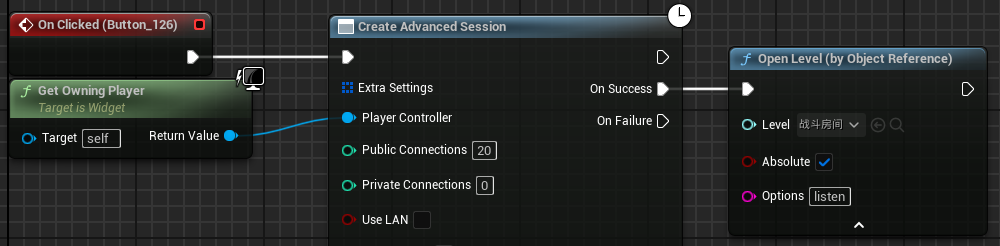 On Clicked (Button_126)
Get Owning Player
Target is Widget
Target self
Return Value
Create Advanced Session
Extra Settings
On Success
Player Controller
On Failure
Public Connections 20
Private Connections 0
Use LAN
Open Level (by Object Reference)
Level 战斗房间
Absolute
Options listen